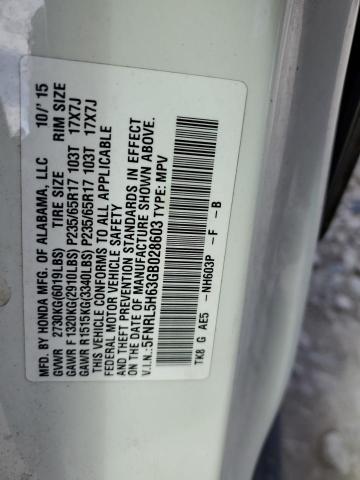 MFG. BY HONDA MFG. OF ALABAMA, LLC 10/'15
GVWR 2730KG(6019LBS) TIRE SIZE RIM SIZE
GAWR F 1320KG(2910LBS) P235/65R17 103T 17X7J
GAWR R 1515KG(3340LBS) P235/65R17 103T 17X7J
THIS VEHICLE CONFORMS TO ALL APPLICABLE
FEDERAL MOTOR VEHICLE SAFETY
AND THEFT PREVENTION STANDARDS IN EFFECT
ON THE DATE OF MANUFACTURE SHOWN ABOVE.
V.I.N.: 5FNRL5H63GB028603 TYPE: MPV
TK8 G AE5 -NH603P -F -B